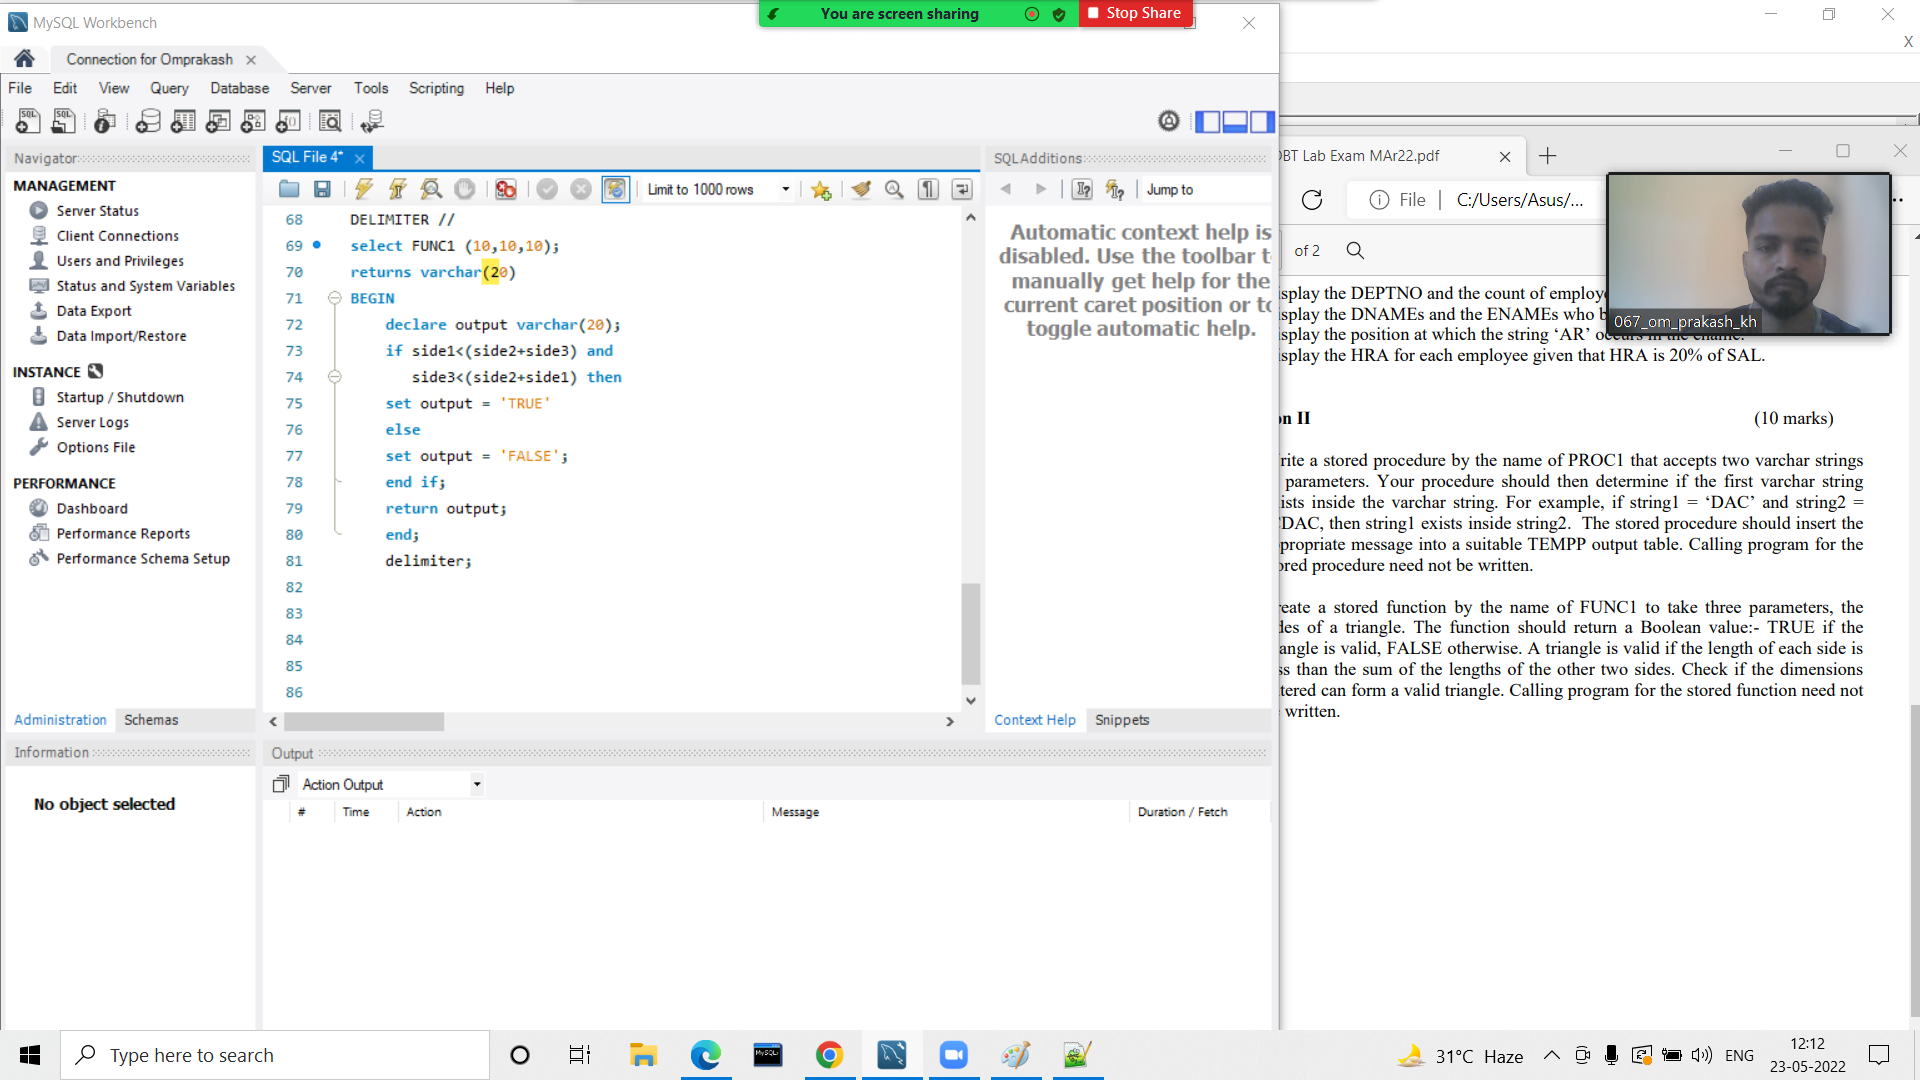 MySQL Workbench
You are screen sharing
Stop Share
X
Connection for Omprakash
File Edit View Query Database Server Tools Scripting Help
Navigator
MANAGEMENT
Server Status
Client Connections
Users and Privileges
Status and System Variables
Data Export
Data Import/Restore
INSTANCE
Startup / Shutdown
Server Logs
Options File
PERFORMANCE
Dashboard
Performance Reports
Performance Schema Setup
Administration Schemas
Information
No object selected
SQL File 4*
Limit to 1000 rows
68 DELIMITER //
69 select FUNC1 (10,10,10);
70 returns varchar(20)
71 BEGIN
72 declare output varchar(20);
73 if side1<(side2+side3) and
74 side3<(side2+side1) then
75 set output = 'TRUE'
76 else
77 set output = 'FALSE';
78 end if;
79 return output;
80 end;
81 delimiter;
82
83
84
85
86
SQLAdditions
Jump to
Automatic context help is
disabled. Use the toolbar t
manually get help for the
current caret position or to
toggle automatic help.
Context Help Snippets
Output
Action Output
# Time Action Message Duration / Fetch
DBT Lab Exam MAr22.pdf
File C:/Users/Asus/...
of 2
067_om_prakash_kh
isplay the DEPTNO and the count of employe
isplay the DNAMEs and the ENAMEs who b
isplay the position at which the string ‘AR’ occurs in the ename.
isplay the HRA for each employee given that HRA is 20% of SAL.
on II (10 marks)
rite a stored procedure by the name of PROC1 that accepts two varchar strings
parameters. Your procedure should then determine if the first varchar string
ists inside the varchar string. For example, if string1 = ‘DAC’ and string2 =
DAC, then string1 exists inside string2. The stored procedure should insert the
propriate message into a suitable TEMPP output table. Calling program for the
ored procedure need not be written.
reate a stored function by the name of FUNC1 to take three parameters, the
des of a triangle. The function should return a Boolean value:- TRUE if the
angle is valid, FALSE otherwise. A triangle is valid if the length of each side is
ss than the sum of the lengths of the other two sides. Check if the dimensions
tered can form a valid triangle. Calling program for the stored function need not
written.
Type here to search
31°C Haze
ENG
12:12
23-05-2022